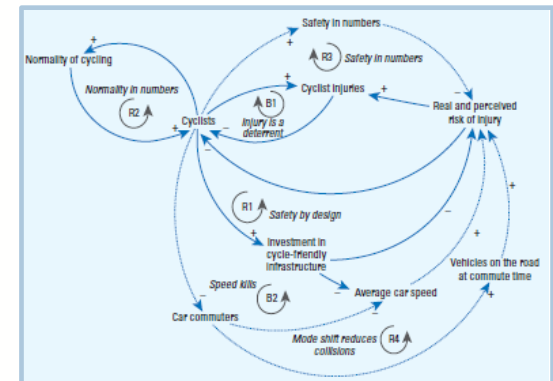 Safety in numbers
+
+
−
Normality of cycling
R3
Safety in numbers
+
Cyclist injuries
+
Normality in numbers
R2
B1
Real and perceived
risk of injury
+
Cyclists
−
Injury is a
deterrent
−
R1
Safety by design
−
+
+
+
Investment in
cycle-friendly
infrastructure
Vehicles on the road
at commute time
Speed kills
B2
−
Average car speed
−
Car commuters
−
+
Mode shift reduces
collisions
R4